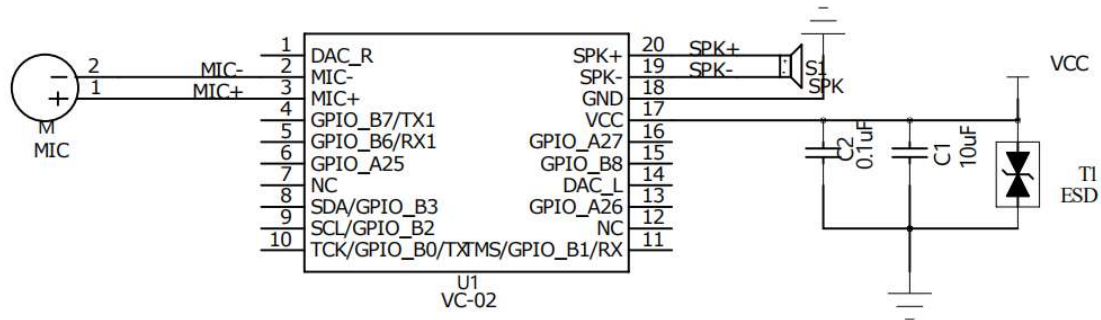 1 DAC_R
2 MIC-
3 MIC+
4 GPIO_B7/TX1
5 GPIO_B6/RX1
6 GPIO_A25
7 NC
8 SDA/GPIO_B3
9 SCL/GPIO_B2
10 TCK/GPIO_B0/TX
SPK+ 20
SPK- 19
GND 18
VCC 17
GPIO_A27 16
GPIO_B8 15
DAC_L 14
GPIO_A26 13
NC 12
TMS/GPIO_B1/RX 11
U1
VC-02
2 MIC-
1 MIC+
-
+
M
MIC
SPK+
SPK-
S1
SPK
VCC
C2
0.1uF
C1
10uF
T1
ESD